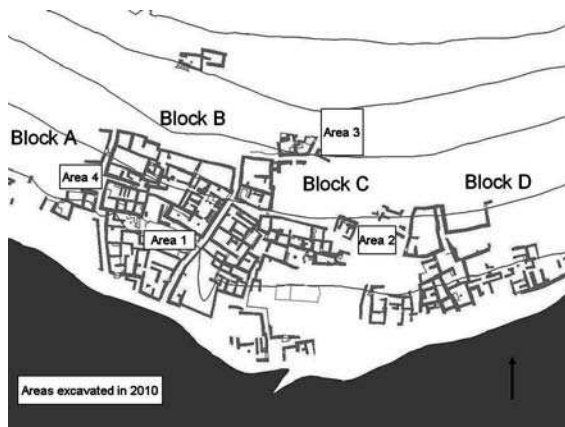 Block B
Area 3
Block A
Area 4
Block C
Block D
Area 1
Area 2
Areas excavated in 2010